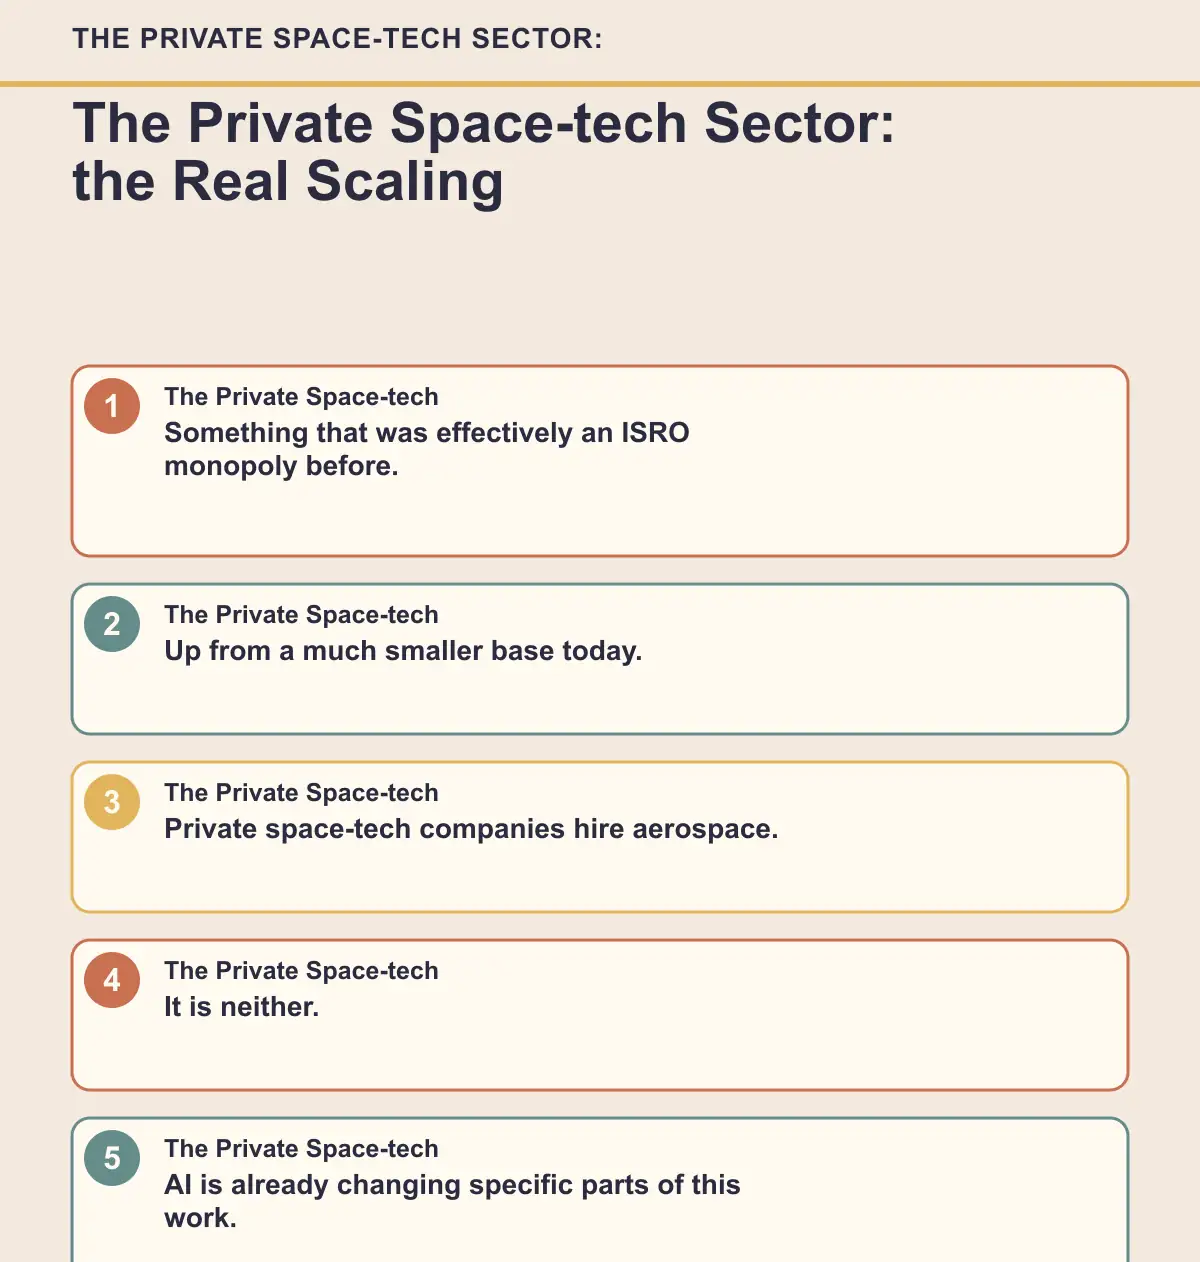 THE PRIVATE SPACE-TECH SECTOR:
The Private Space-tech Sector:
the Real Scaling
1
The Private Space-tech
Something that was effectively an ISRO
monopoly before.
2
The Private Space-tech
Up from a much smaller base today.
3
The Private Space-tech
Private space-tech companies hire aerospace.
4
The Private Space-tech
It is neither.
5
The Private Space-tech
AI is already changing specific parts of this
work.